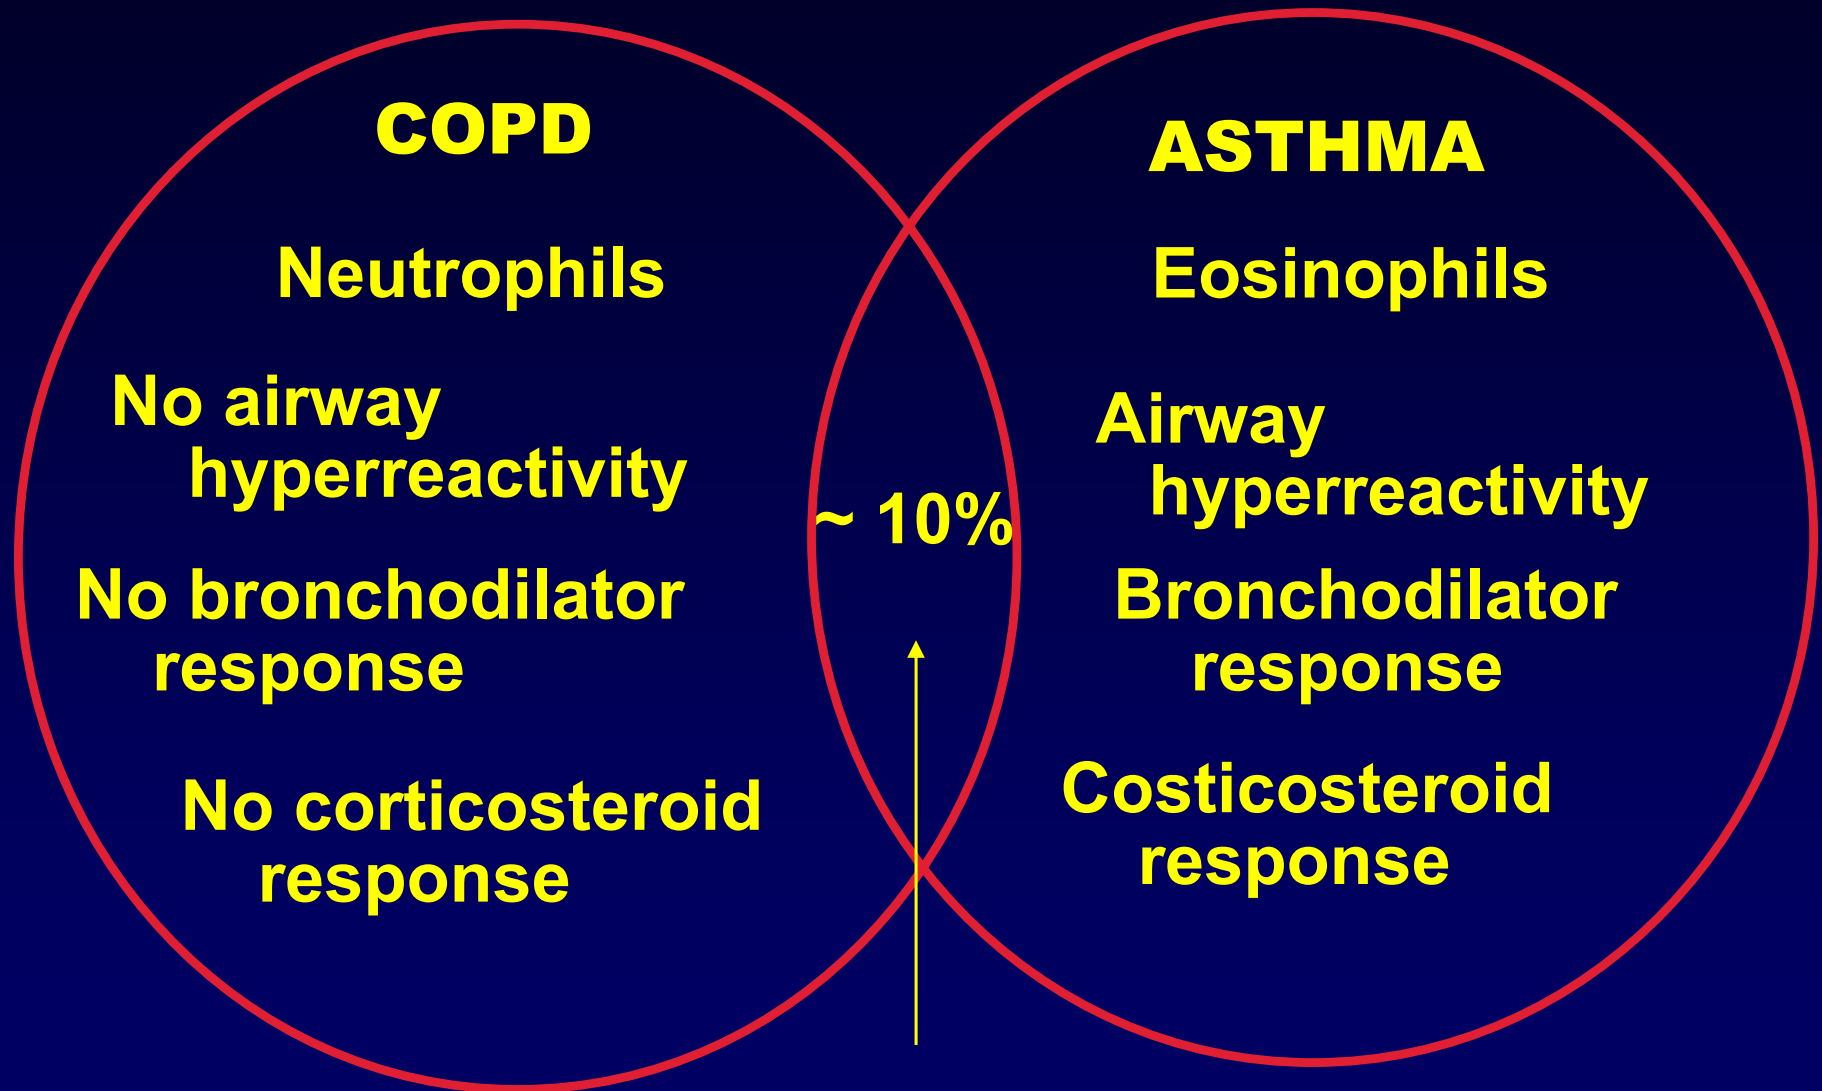 COPD
Neutrophils
No airway
hyperreactivity
No bronchodilator
response
No corticosteroid
response
~ 10%
ASTHMA
Eosinophils
Airway
hyperreactivity
Bronchodilator
response
Costicosteroid
response